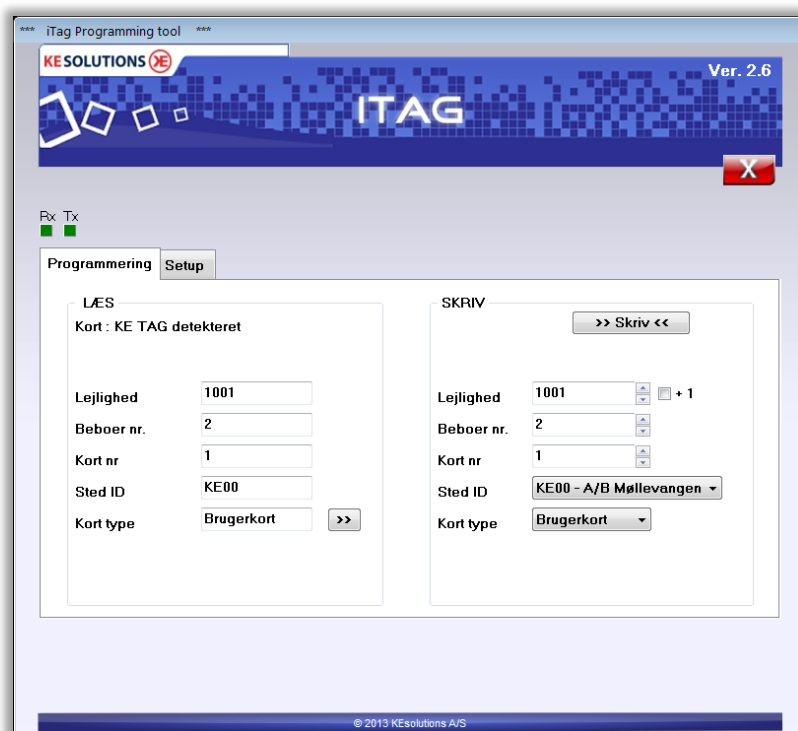 *** iTag Programming tool ***
KE SOLUTIONS KE
Ver. 2.6
ITAG
X
Rx Tx
Programmering Setup
LÆS
Kort : KE TAG detekteret
Lejlighed 1001
Beboer nr. 2
Kort nr 1
Sted ID KE00
Kort type Brugerkort >>
SKRIV
>> Skriv <<
Lejlighed 1001 + 1
Beboer nr. 2
Kort nr 1
Sted ID KE00 - A/B Møllevangen
Kort type Brugerkort
© 2013 KEsolutions A/S